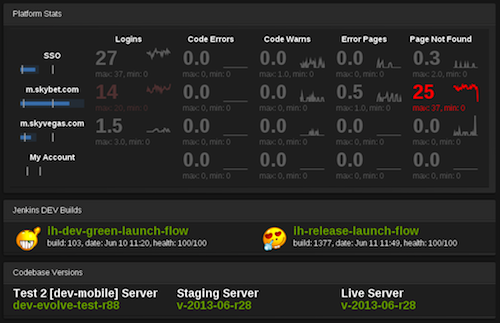 Platform Stats
Logins Code Errors Code Warns Error Pages Page Not Found
SSO 27 0.0 0.0 0.0 0.3
max: 37, min: 0 max: 0, min: 0 max: 1.0, min: 0 max: 0, min: 0 max: 2.0, min: 0
m.skybet.com 14 0.0 0.0 0.5 25
max: 20, min: 0 max: 0, min: 0 max: 0, min: 0 max: 1.0, min: 0 max: 37, min: 0
m.skyvegas.com 1.5 0.0 0.0 0.0 0.0
max: 3.0, min: 0 max: 0, min: 0 max: 0, min: 0 max: 0, min: 0 max: 0, min: 0
My Account 0.0 0.0 0.0 0.0
max: 0, min: 0 max: 0, min: 0 max: 0, min: 0 max: 0, min: 0
Jenkins DEV Builds
ih-dev-green-launch-flow ih-release-launch-flow
build: 103, date: Jun 10 11:20, health: 100/100 build: 1377, date: Jun 11 11:49, health: 100/100
Codebase Versions
Test 2 [dev-mobile] Server Staging Server Live Server
dev-evolve-test-r88 v-2013-06-r28 v-2013-06-r28